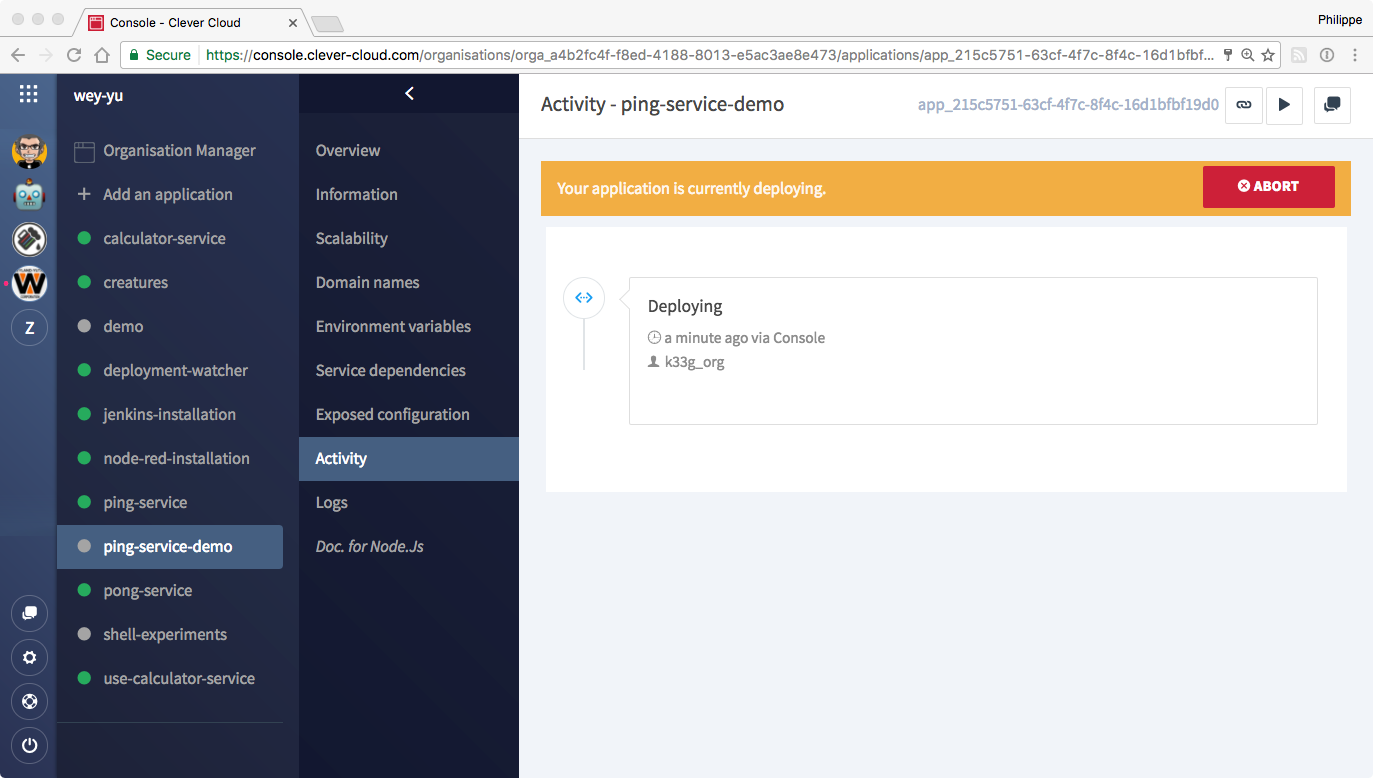 Console - Clever Cloud
Philippe
Secure
https://console.clever-cloud.com/organisations/orga_a4b2fc4f-f8ed-4188-8013-e5ac3ae8e473/applications/app_215c5751-63cf-4f7c-8f4c-16d1bfbf...
wey-yu
Organisation Manager
Add an application
calculator-service
creatures
demo
deployment-watcher
jenkins-installation
node-red-installation
ping-service
ping-service-demo
pong-service
shell-experiments
use-calculator-service
W
Z
Overview
Information
Scalability
Domain names
Environment variables
Service dependencies
Exposed configuration
Activity
Logs
Doc. for Node.Js
Activity - ping-service-demo
app_215c5751-63cf-4f7c-8f4c-16d1bfbf19d0
Your application is currently deploying.
ABORT
Deploying
a minute ago via Console
k33g_org